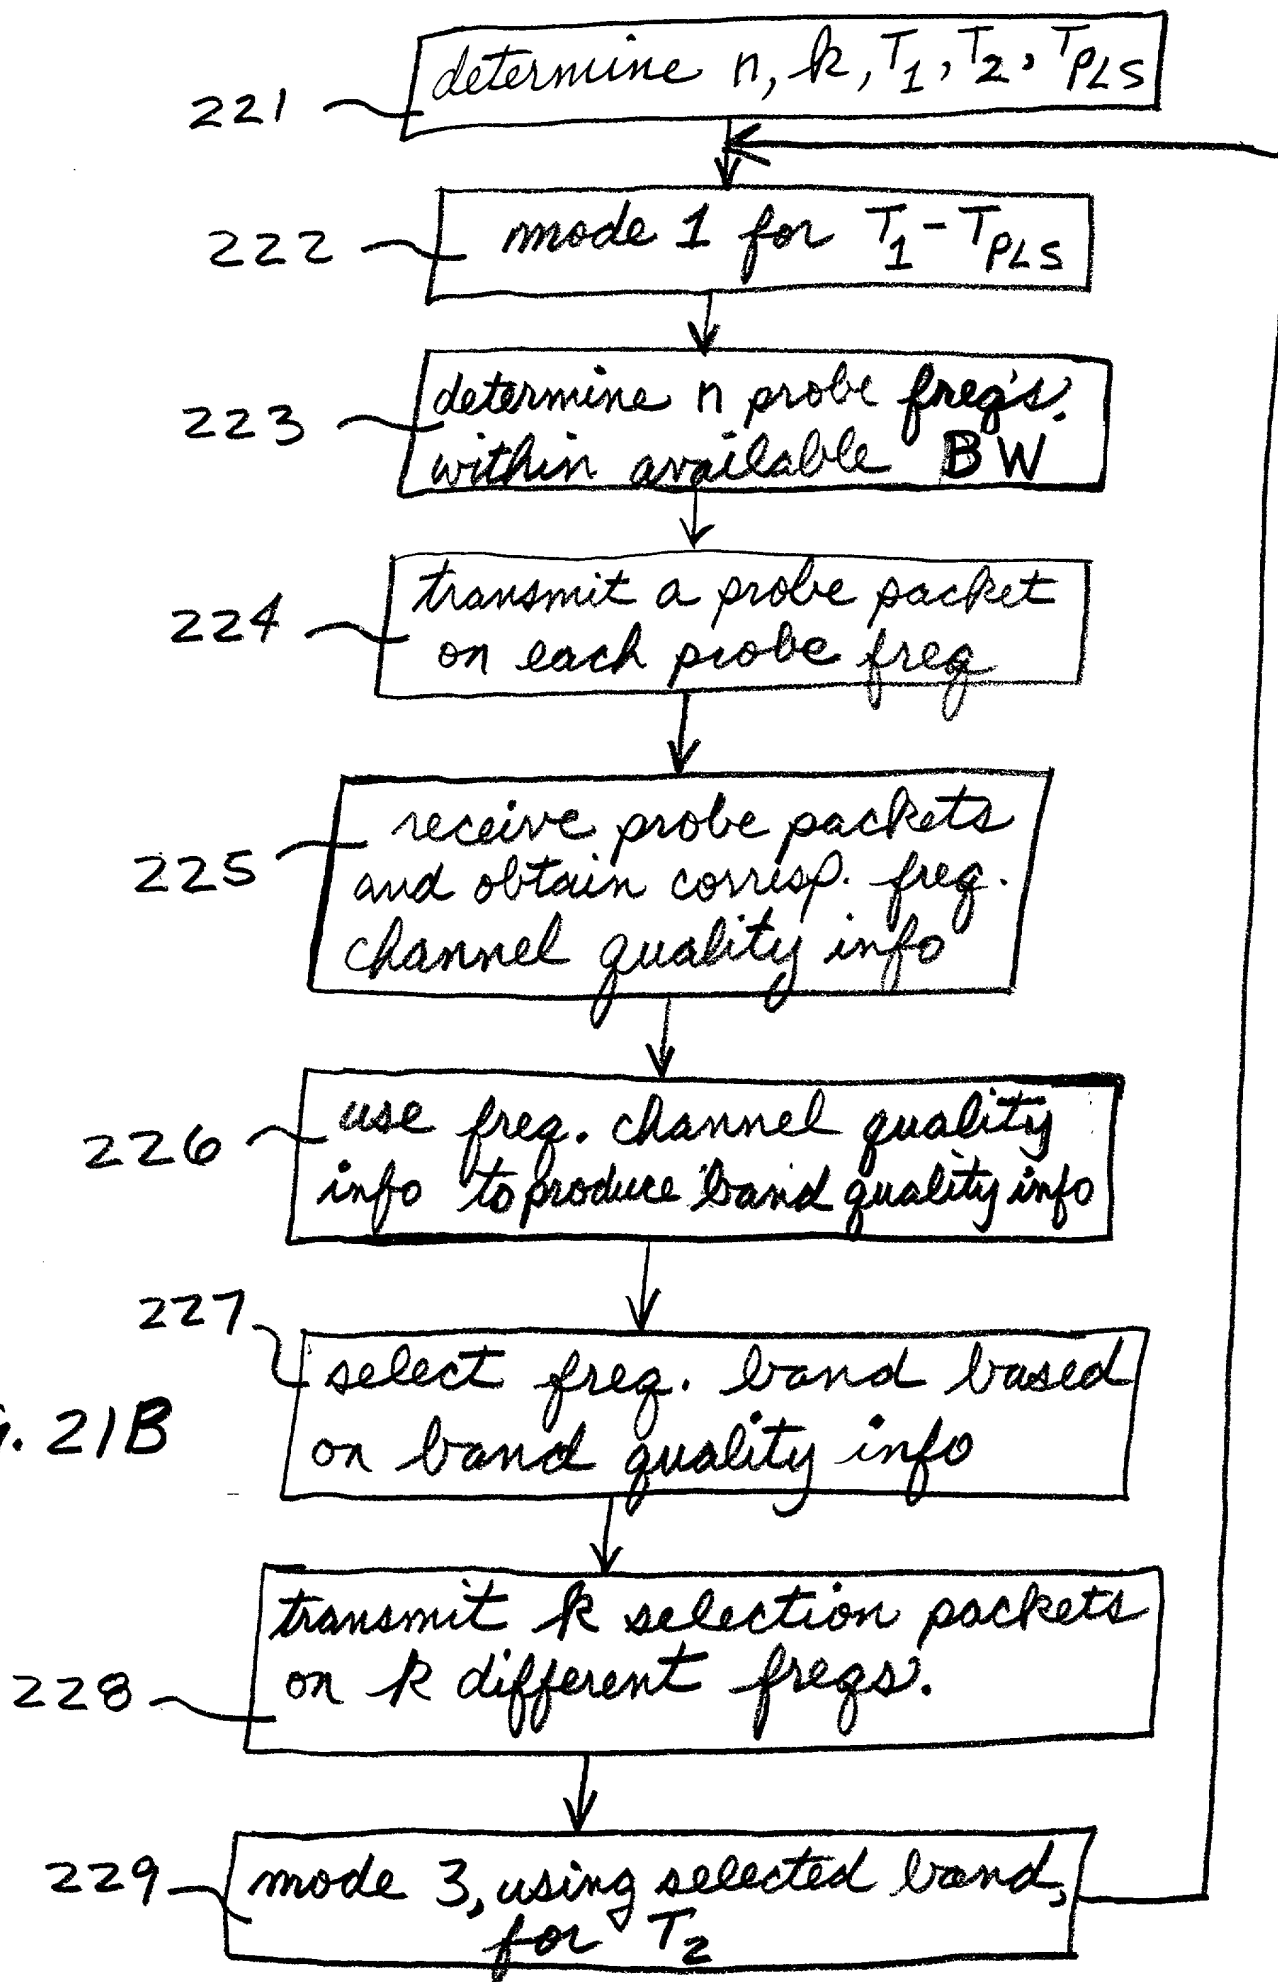 determine n, k, T1, T2, TPLS
221
222
mode 1 for T1 - TPLS
223
determine n probe freq's.
within available BW
224
transmit a probe packet
on each probe freq
225
receive probe packets
and obtain corresp. freq.
channel quality info
226
use freq. channel quality
info to produce band quality info
227
select freq. band based
on band quality info
. 21B
228
transmit k selection packets
on k different freqs.
229
mode 3, using selected band,
for T2